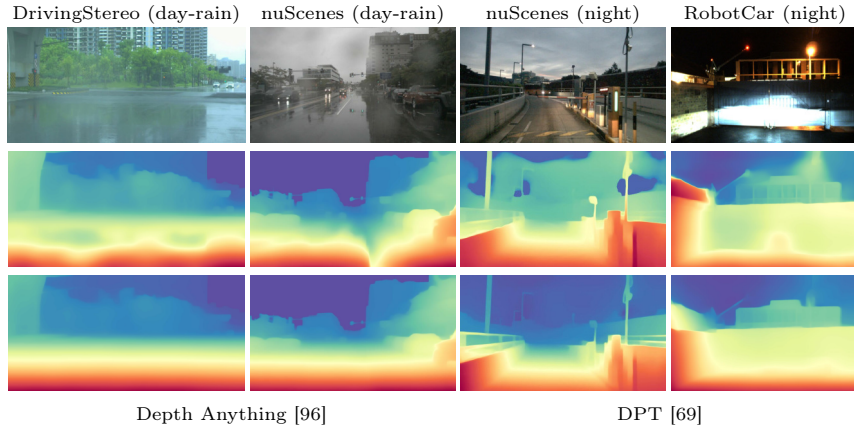 DrivingStereo (day-rain) nuScenes (day-rain) nuScenes (night) RobotCar (night)
Depth Anything [96] DPT [69]